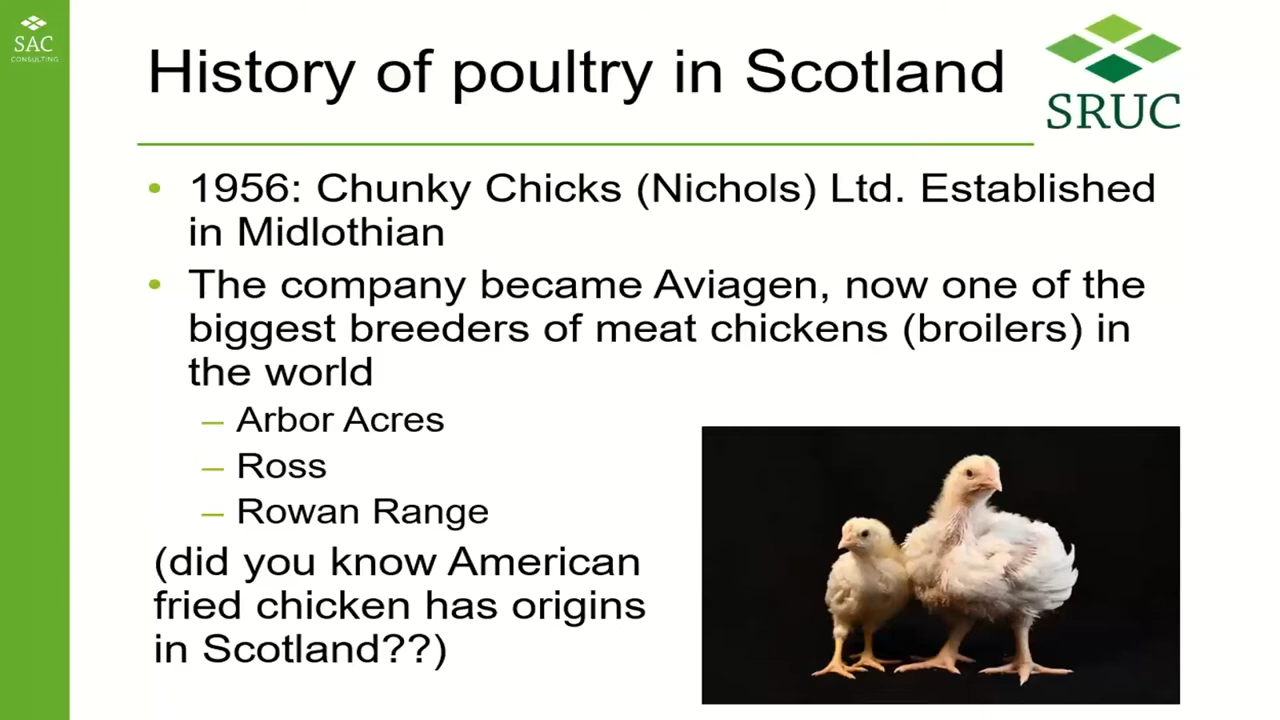 SAC
CONSULTING
History of poultry in Scotland
SRUC
• 1956: Chunky Chicks (Nichols) Ltd. Established
in Midlothian
• The company became Aviagen, now one of the
biggest breeders of meat chickens (broilers) in
the world
– Arbor Acres
– Ross
– Rowan Range
(did you know American
fried chicken has origins
in Scotland??)